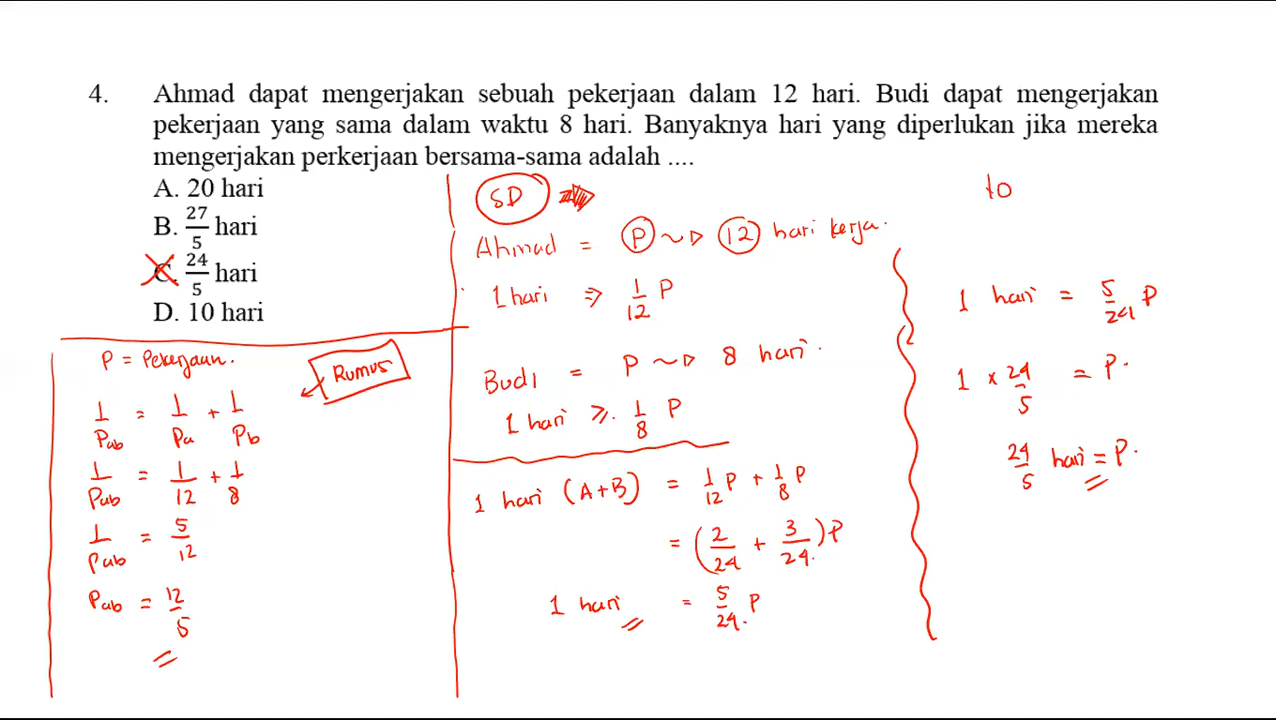 4. Ahmad dapat mengerjakan sebuah pekerjaan dalam 12 hari. Budi dapat mengerjakan
pekerjaan yang sama dalam waktu 8 hari. Banyaknya hari yang diperlukan jika mereka
mengerjakan perkerjaan bersama-sama adalah ....
A. 20 hari
B. 27/5 hari
C. 24/5 hari
D. 10 hari
P = Pekerjaan.
Rumus
1/Pab = 1/Pa + 1/Pb
1/Pab = 1/12 + 1/8
1/Pab = 5/12
Pab = 12/5
SD
Ahmad = P ~> 12 hari kerja.
1 hari => 1/12 P
Budi = P ~> 8 hari.
1 hari =>. 1/8 P
1 hari (A+B) = 1/12 P + 1/8 P
= (2/24 + 3/24.)P
1 hari = 5/24. P
to
1 hari = 5/24 P
1 × 24/5 = P.
24/5 hari = P.